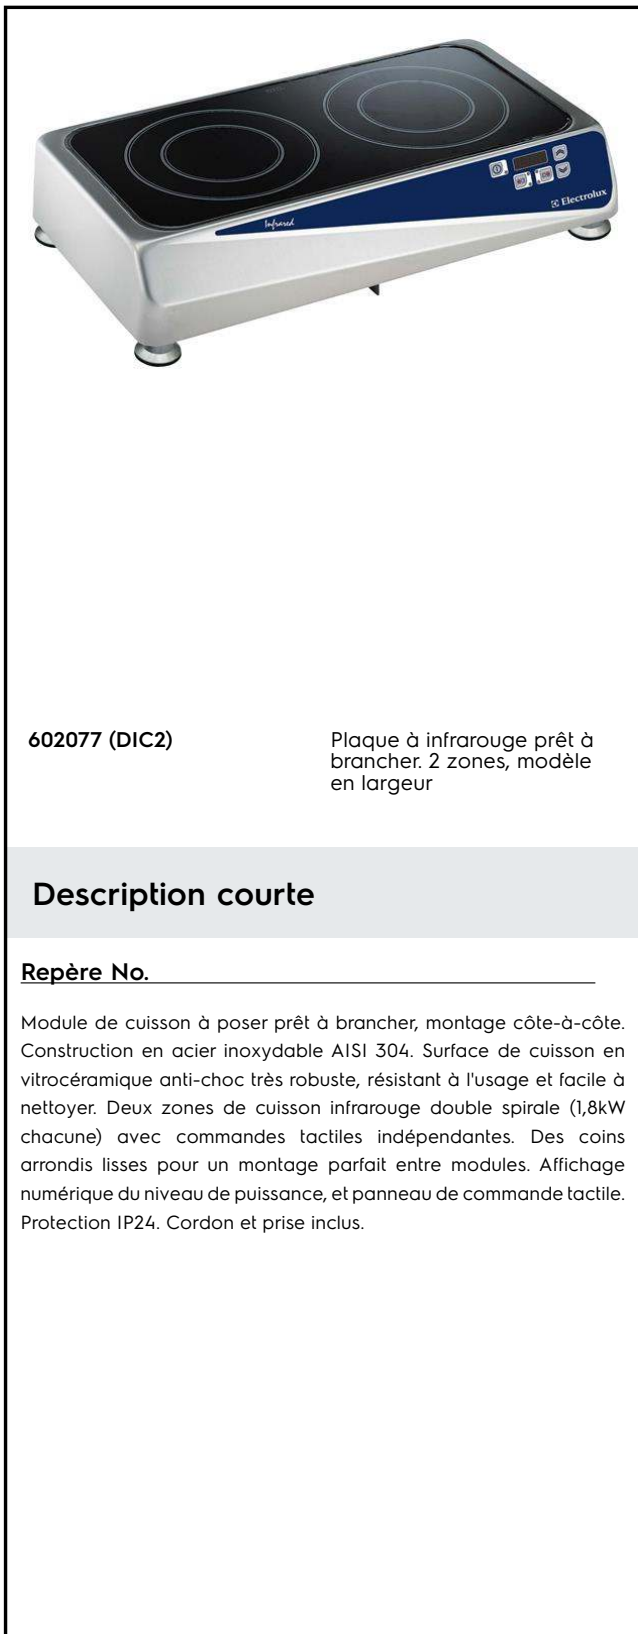 Infrared
Electrolux
602077 (DIC2)
Plaque à infrarouge prêt à
brancher. 2 zones, modèle
en largeur
Description courte
Repère No.
Module de cuisson à poser prêt à brancher, montage côte-à-côte.
Construction en acier inoxydable AISI 304. Surface de cuisson en
vitrocéramique anti-choc très robuste, résistant à l'usage et facile à
nettoyer. Deux zones de cuisson infrarouge double spirale (1,8kW
chacune) avec commandes tactiles indépendantes. Des coins
arrondis lisses pour un montage parfait entre modules. Affichage
numérique du niveau de puissance, et panneau de commande tactile.
Protection IP24. Cordon et prise inclus.